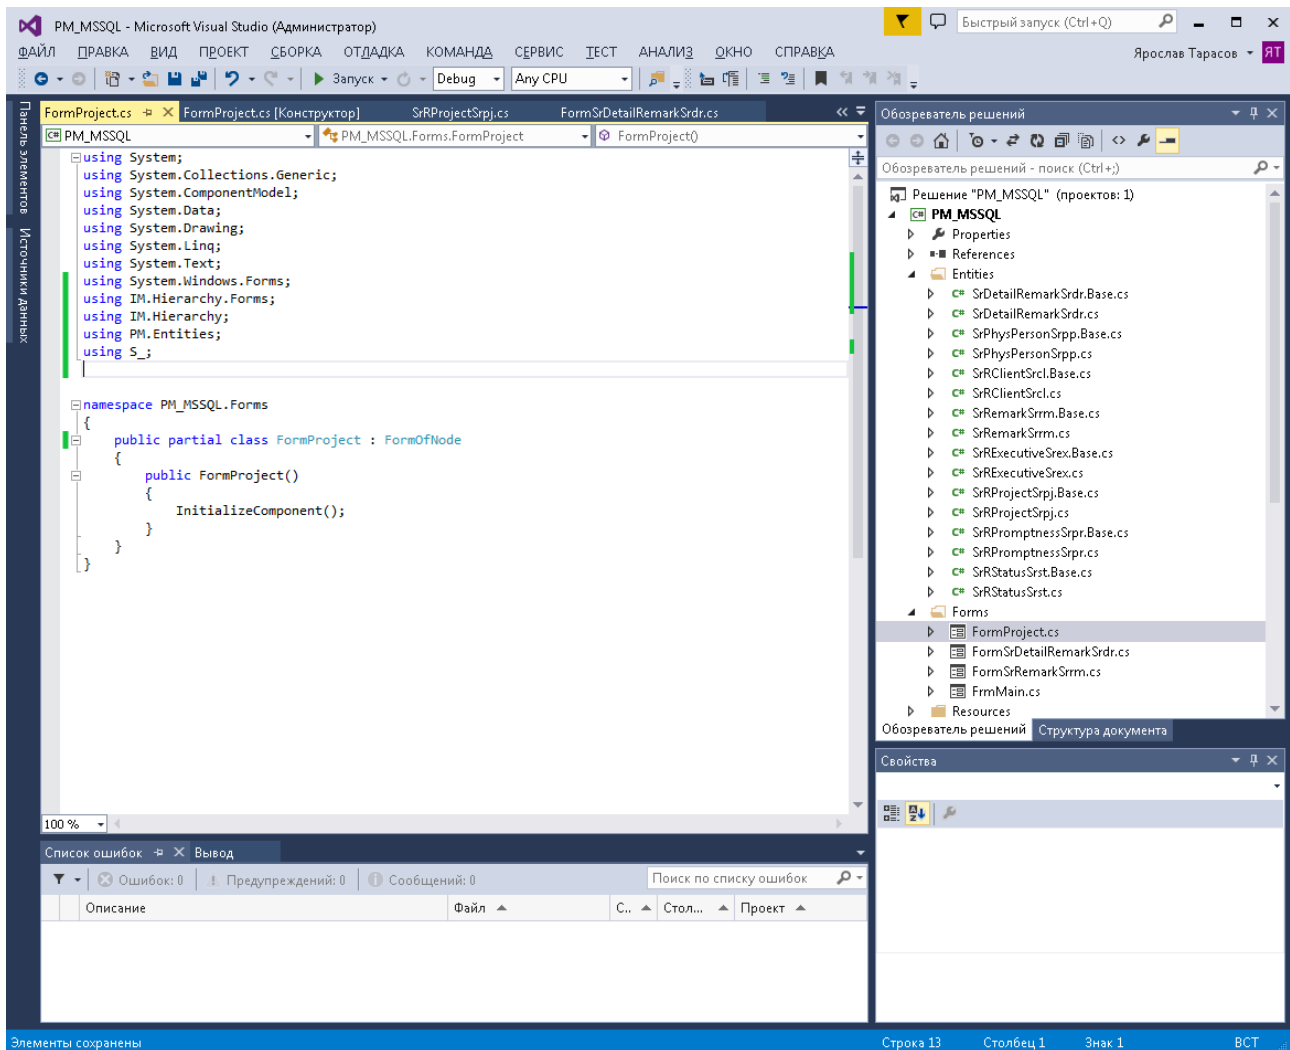 PM_MSSQL - Microsoft Visual Studio (Администратор)
Быстрый запуск (Ctrl+Q)
ФАЙЛ ПРАВКА ВИД ПРОЕКТ СБОРКА ОТЛАДКА КОМАНДА СЕРВИС ТЕСТ АНАЛИЗ ОКНО СПРАВКА
Ярослав Тарасов ЯТ
Запуск Debug Any CPU
Панель элементов
Источники данных
FormProject.cs FormProject.cs [Конструктор] SrRProjectSrpj.cs FormSrDetailRemarkSrdr.cs
C# PM_MSSQL PM_MSSQL.Forms.FormProject FormProject()
using System;
using System.Collections.Generic;
using System.ComponentModel;
using System.Data;
using System.Drawing;
using System.Linq;
using System.Text;
using System.Windows.Forms;
using IM.Hierarchy.Forms;
using IM.Hierarchy;
using PM.Entities;
using S_;
namespace PM_MSSQL.Forms
{
public partial class FormProject : FormOfNode
{
public FormProject()
{
InitializeComponent();
}
}
}
100 %
Обозреватель решений
Обозреватель решений - поиск (Ctrl+;)
Решение "PM_MSSQL" (проектов: 1)
C# PM_MSSQL
Properties
References
Entities
C# SrDetailRemarkSrdr.Base.cs
C# SrDetailRemarkSrdr.cs
C# SrPhysPersonSrpp.Base.cs
C# SrPhysPersonSrpp.cs
C# SrRClientSrcl.Base.cs
C# SrRClientSrcl.cs
C# SrRemarkSrrm.Base.cs
C# SrRemarkSrrm.cs
C# SrRExecutiveSrex.Base.cs
C# SrRExecutiveSrex.cs
C# SrRProjectSrpj.Base.cs
C# SrRProjectSrpj.cs
C# SrRPromptnessSrpr.Base.cs
C# SrRPromptnessSrpr.cs
C# SrRStatusSrst.Base.cs
C# SrRStatusSrst.cs
Forms
FormProject.cs
FormSrDetailRemarkSrdr.cs
FormSrRemarkSrrm.cs
FrmMain.cs
Resources
Обозреватель решений Структура документа
Свойства
Список ошибок Вывод
Ошибок: 0 Предупреждений: 0 Сообщений: 0 Поиск по списку ошибок
Описание Файл С.. Стол... Проект
Элементы сохранены Строка 13 Столбец 1 Знак 1 ВСТ